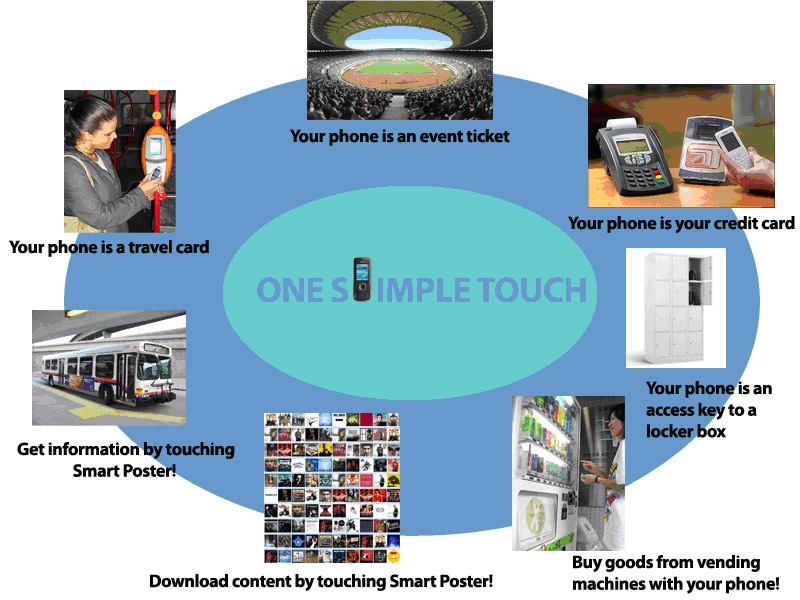 Your phone is an event ticket
Your phone is your credit card
Your phone is a travel card
ONE S IMPLE TOUCH
Your phone is an
access key to a
locker box
Get information by touching
Smart Poster!
Download content by touching Smart Poster!
Buy goods from vending
machines with your phone!